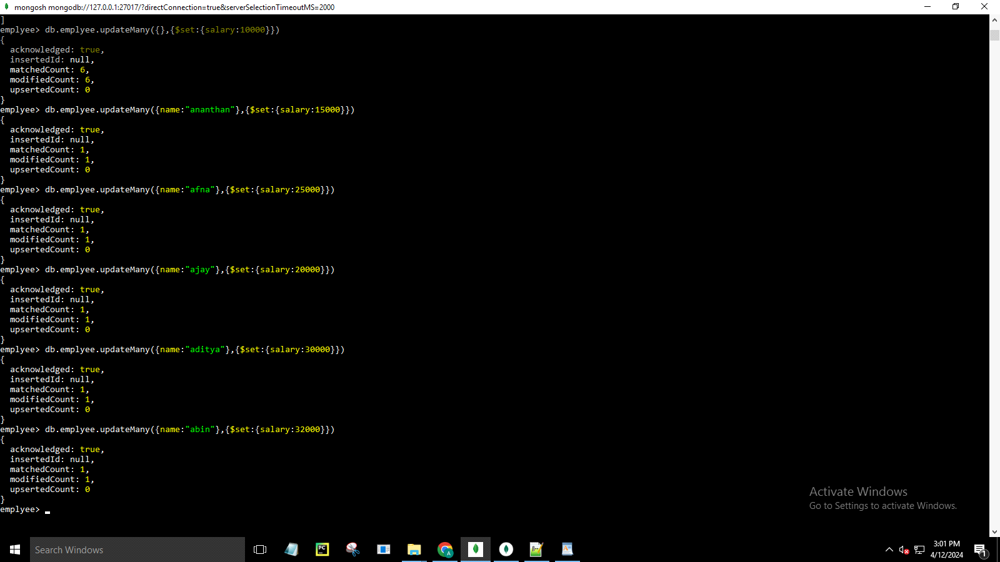 mongosh mongodb://127.0.0.1:27017/?directConnection=true&serverSelectionTimeoutMS=2000
]
emplyee> db.emplyee.updateMany({},{$set:{salary:10000}})
{
  acknowledged: true,
  insertedId: null,
  matchedCount: 6,
  modifiedCount: 6,
  upsertedCount: 0
}
emplyee> db.emplyee.updateMany({name:"ananthan"},{$set:{salary:15000}})
{
  acknowledged: true,
  insertedId: null,
  matchedCount: 1,
  modifiedCount: 1,
  upsertedCount: 0
}
emplyee> db.emplyee.updateMany({name:"afna"},{$set:{salary:25000}})
{
  acknowledged: true,
  insertedId: null,
  matchedCount: 1,
  modifiedCount: 1,
  upsertedCount: 0
}
emplyee> db.emplyee.updateMany({name:"ajay"},{$set:{salary:20000}})
{
  acknowledged: true,
  insertedId: null,
  matchedCount: 1,
  modifiedCount: 1,
  upsertedCount: 0
}
emplyee> db.emplyee.updateMany({name:"aditya"},{$set:{salary:30000}})
{
  acknowledged: true,
  insertedId: null,
  matchedCount: 1,
  modifiedCount: 1,
  upsertedCount: 0
}
emplyee> db.emplyee.updateMany({name:"abin"},{$set:{salary:32000}})
{
  acknowledged: true,
  insertedId: null,
  matchedCount: 1,
  modifiedCount: 1,
  upsertedCount: 0
}
emplyee>
Activate Windows
Go to Settings to activate Windows.
Search Windows
PC
A
3:01 PM
4/12/2024
1